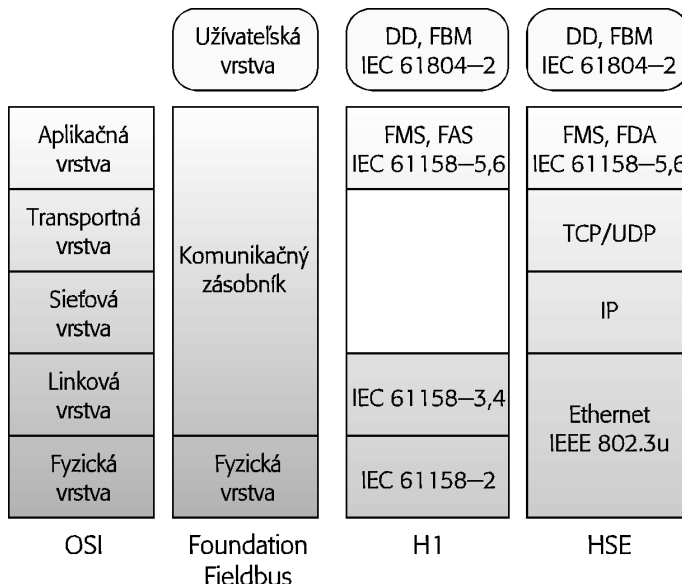 Užívateľská
vrstva
DD, FBM
IEC 61804–2
DD, FBM
IEC 61804–2
Aplikačná
vrstva
Transportná
vrstva
Sieťová
vrstva
Linková
vrstva
Fyzická
vrstva
OSI
Komunikačný
zásobník
Fyzická
vrstva
Foundation
Fieldbus
FMS, FAS
IEC 61158–5,6
IEC 61158–3,4
IEC 61158–2
H1
FMS, FDA
IEC 61158–5,6
TCP/UDP
IP
Ethernet
IEEE 802.3u
HSE